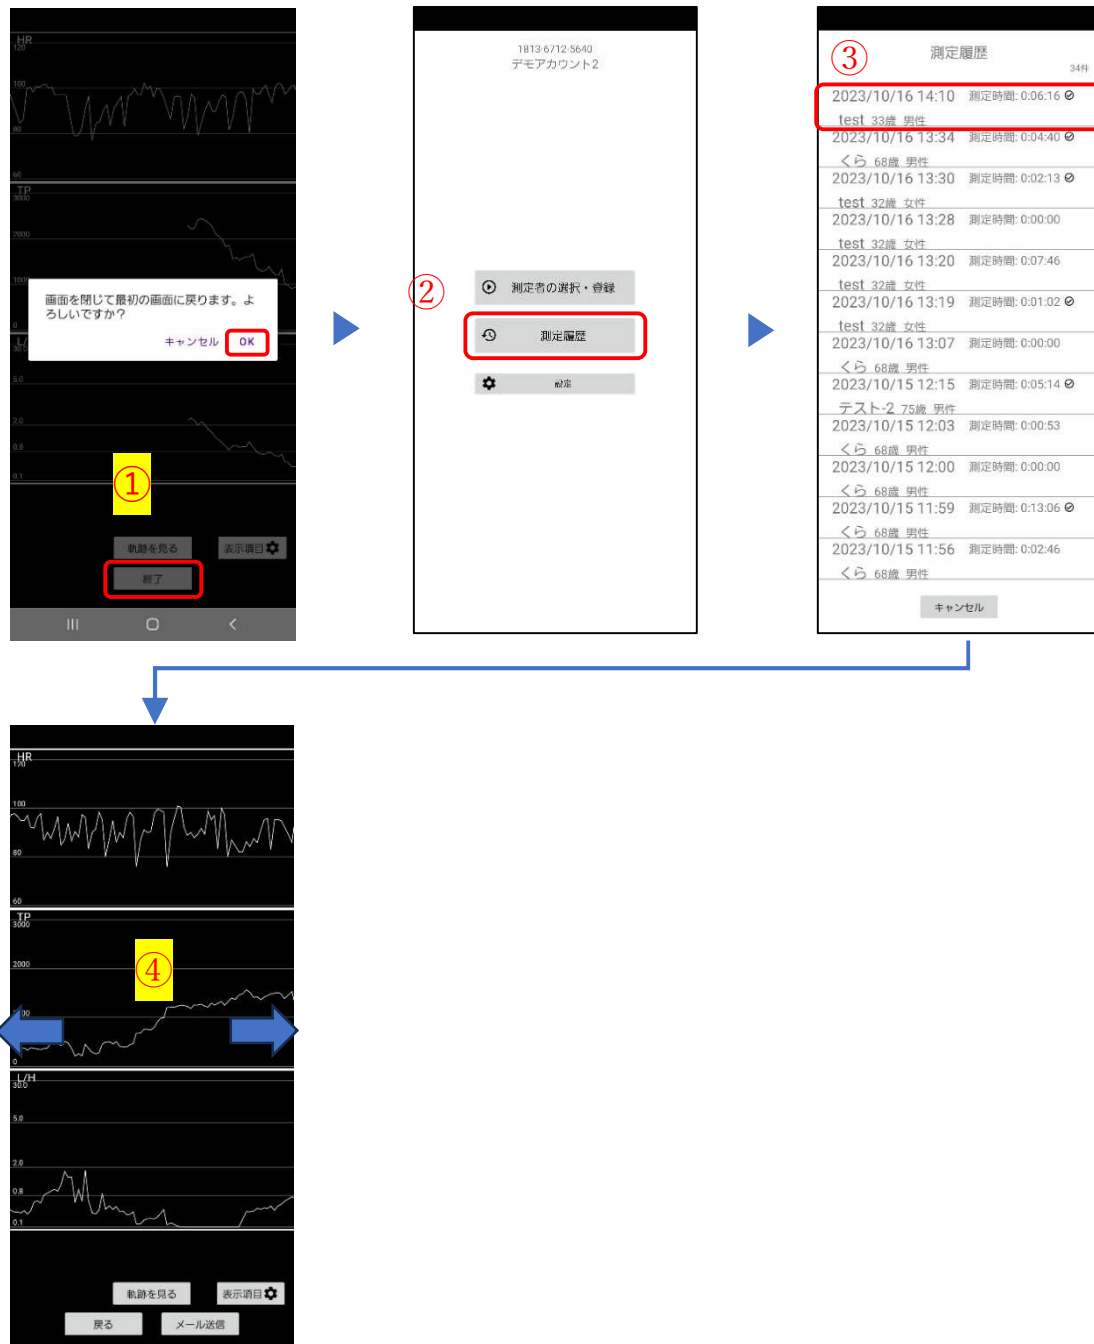 HR
120
100
80
60
TP
3000
2000
1000
0
画面を閉じて最初の画面に戻ります。よ
ろしいですか？
キャンセル OK
L/
30.0
5.0
2.0
0.8
0.1
①
軌跡を見る 表示項目
終了
1813-6712-5640
デモアカウント2
②
測定者の選択・登録
測定履歴
設定
③
測定履歴
34件
2023/10/16 14:10 測定時間: 0:06:16
test 33歳 男性
2023/10/16 13:34 測定時間: 0:04:40
くら 68歳 男性
2023/10/16 13:30 測定時間: 0:02:13
test 32歳 女性
2023/10/16 13:28 測定時間: 0:00:00
test 32歳 女性
2023/10/16 13:20 測定時間: 0:07:46
test 32歳 女性
2023/10/16 13:19 測定時間: 0:01:02
test 32歳 女性
2023/10/16 13:07 測定時間: 0:00:00
くら 68歳 男性
2023/10/15 12:15 測定時間: 0:05:14
テスト-2 75歳 男性
2023/10/15 12:03 測定時間: 0:00:53
くら 68歳 男性
2023/10/15 12:00 測定時間: 0:00:00
くら 68歳 男性
2023/10/15 11:59 測定時間: 0:13:06
くら 68歳 男性
2023/10/15 11:56 測定時間: 0:02:46
くら 68歳 男性
キャンセル
HR
120
100
80
60
TP
3000
2000
④
0
L/H
30.0
5.0
2.0
0.8
0.1
軌跡を見る 表示項目
戻る メール送信